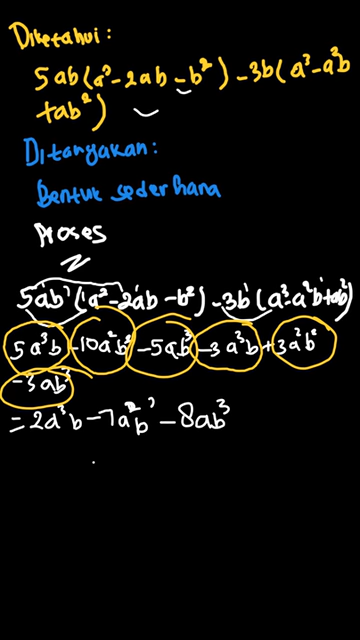 Diketahui:
5ab(a² - 2ab - b²) - 3b(a³ - a²b
+ab²)
Ditanyakan:
Bentuk sederhana
Proses
5ab(a² - 2ab - b²) - 3b(a³ - a²b + ab²)
5a³b - 10a²b² - 5ab³ - 3a³b + 3a²b²
- 3ab³
= 2a³b - 7a²b² - 8ab³